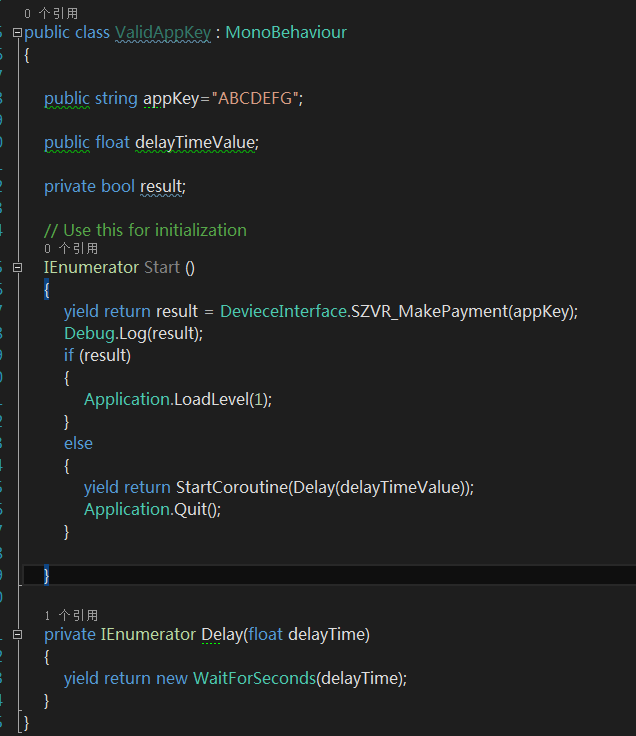 0 个引用
public class ValidAppKey : MonoBehaviour
{
public string appKey="ABCDEFG";
public float delayTimeValue;
private bool result;
// Use this for initialization
0 个引用
IEnumerator Start ()
{
yield return result = DevieceInterface.SZVR_MakePayment(appKey);
Debug.Log(result);
if (result)
{
Application.LoadLevel(1);
}
else
{
yield return StartCoroutine(Delay(delayTimeValue));
Application.Quit();
}
}
1 个引用
private IEnumerator Delay(float delayTime)
{
yield return new WaitForSeconds(delayTime);
}
}